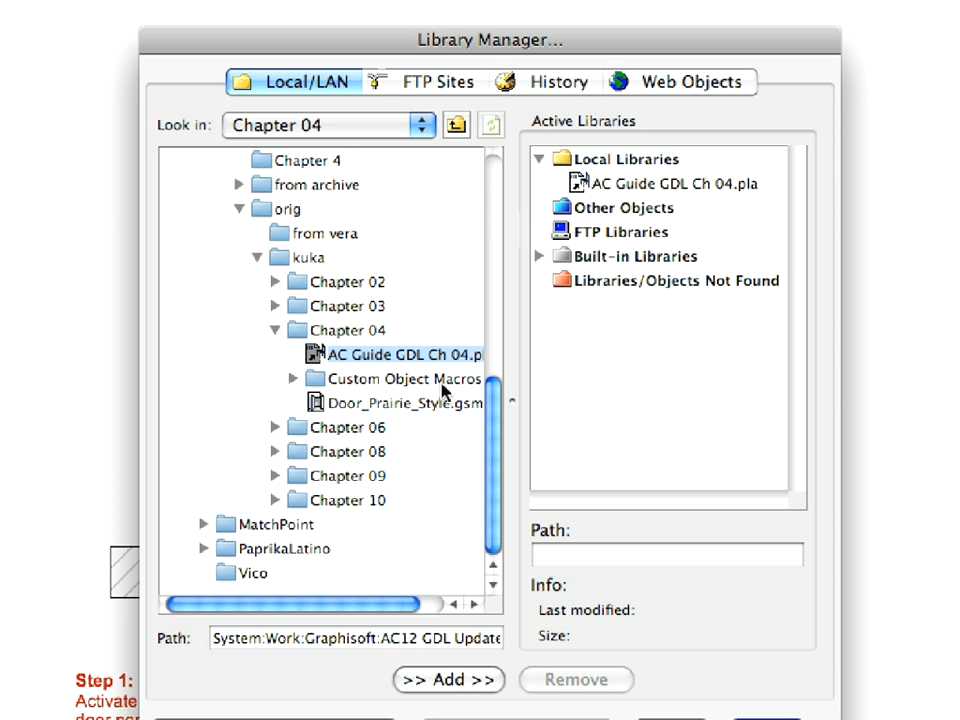 Library Manager...
Local/LAN
FTP Sites
History
Web Objects
Look in:
Chapter 04
Chapter 4
from archive
orig
from vera
kuka
Chapter 02
Chapter 03
Chapter 04
AC Guide GDL Ch 04.p
Custom Object Macros
Door_Prairie_Style.gsm
Chapter 06
Chapter 08
Chapter 09
Chapter 10
MatchPoint
PaprikaLatino
Vico
Path: System:Work:Graphisoft:AC12 GDL Update
Active Libraries
Local Libraries
AC Guide GDL Ch 04.pla
Other Objects
FTP Libraries
Built-in Libraries
Libraries/Objects Not Found
Path:
Info:
Last modified:
Size:
>> Add >>
Remove
Step 1:
Activate
door